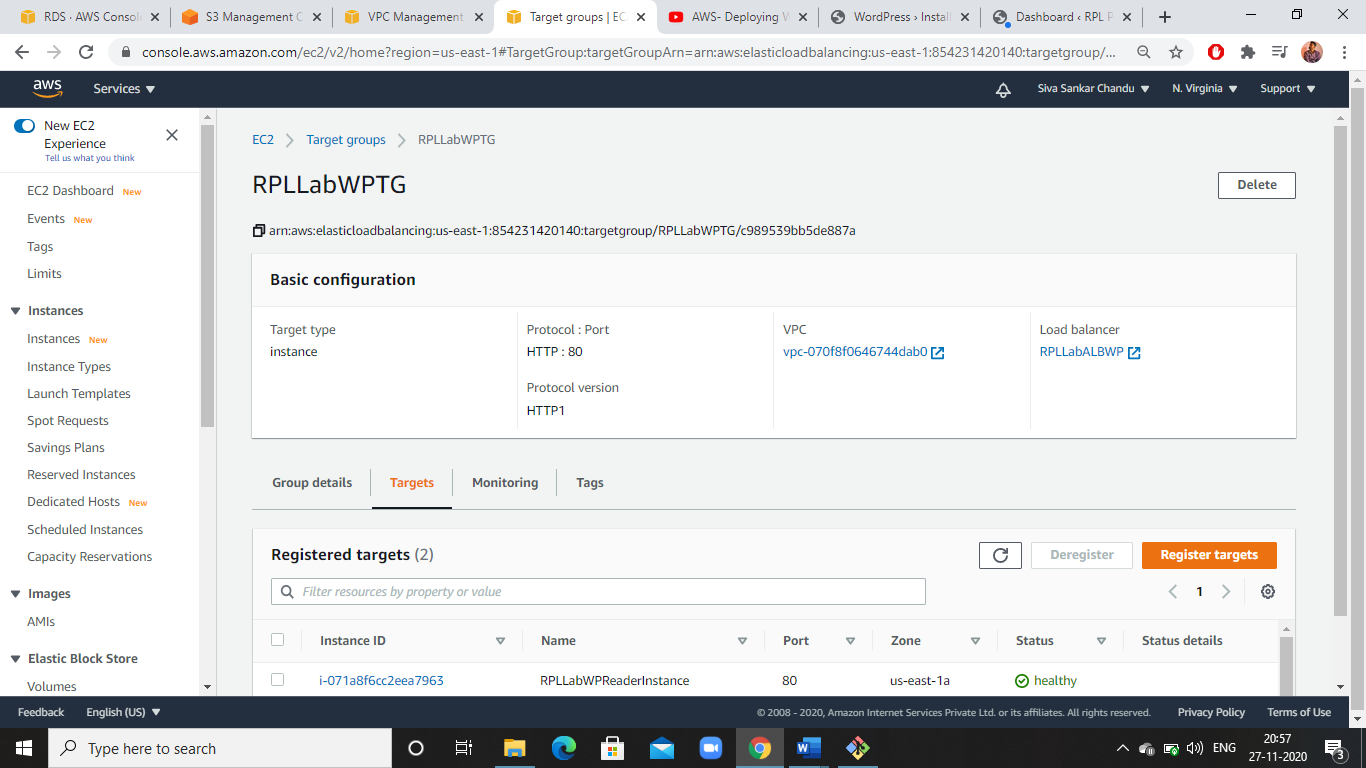 RDS · AWS Consol
S3 Management C
VPC Management
Target groups | EC
AWS- Deploying W
WordPress › Instal
Dashboard ‹ RPL P
console.aws.amazon.com/ec2/v2/home?region=us-east-1#TargetGroup:targetGroupArn=arn:aws:elasticloadbalancing:us-east-1:854231420140:targetgroup/...
aws
Services
Siva Sankar Chandu
N. Virginia
Support
New EC2
Experience
Tell us what you think
EC2 Dashboard New
Events New
Tags
Limits
Instances
Instances New
Instance Types
Launch Templates
Spot Requests
Savings Plans
Reserved Instances
Dedicated Hosts New
Scheduled Instances
Capacity Reservations
Images
AMIs
Elastic Block Store
Volumes
EC2 > Target groups > RPLLabWPTG
RPLLabWPTG
Delete
arn:aws:elasticloadbalancing:us-east-1:854231420140:targetgroup/RPLLabWPTG/c989539bb5de887a
Basic configuration
Target type
instance
Protocol : Port
HTTP : 80
Protocol version
HTTP1
VPC
vpc-070f8f0646744dab0
Load balancer
RPLLabALBWP
Group details
Targets
Monitoring
Tags
Registered targets (2)
Deregister
Register targets
Filter resources by property or value
1
Instance ID
Name
Port
Zone
Status
Status details
i-071a8f6cc2eea7963
RPLLabWPReaderInstance
80
us-east-1a
healthy
Feedback
English (US)
© 2008 - 2020, Amazon Internet Services Private Ltd. or its affiliates. All rights reserved.
Privacy Policy
Terms of Use
Type here to search
ENG
20:57
27-11-2020
3